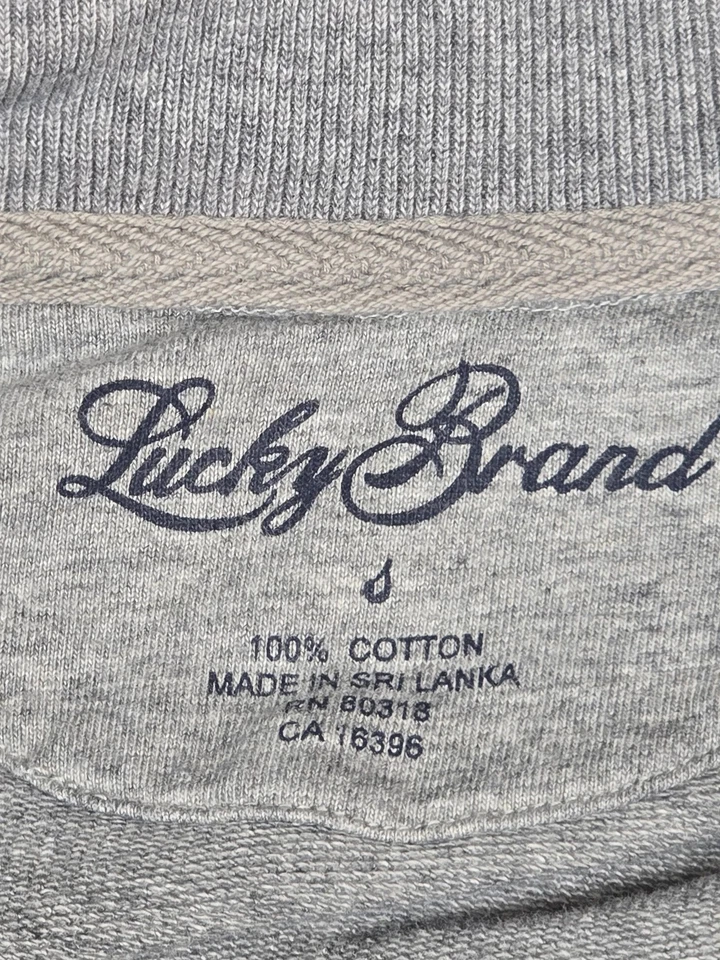 Lucky Brand
S
100% COTTON
MADE IN SRI LANKA
RN 80318
CA 16396